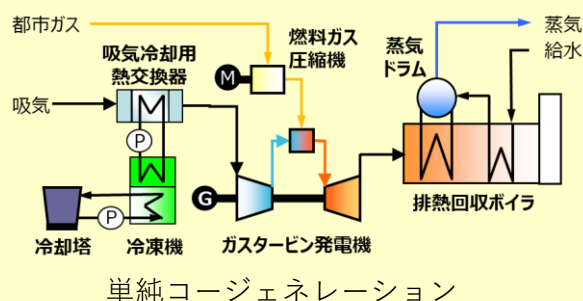 都市ガス
吸気冷却用
熱交換器
燃料ガス
圧縮機
蒸気
ドラム
蒸気
給水
M
吸気
P
G
P
冷却塔
冷凍機
ガスタービン発電機
排熱回収ボイラ
単純コージェネレーション